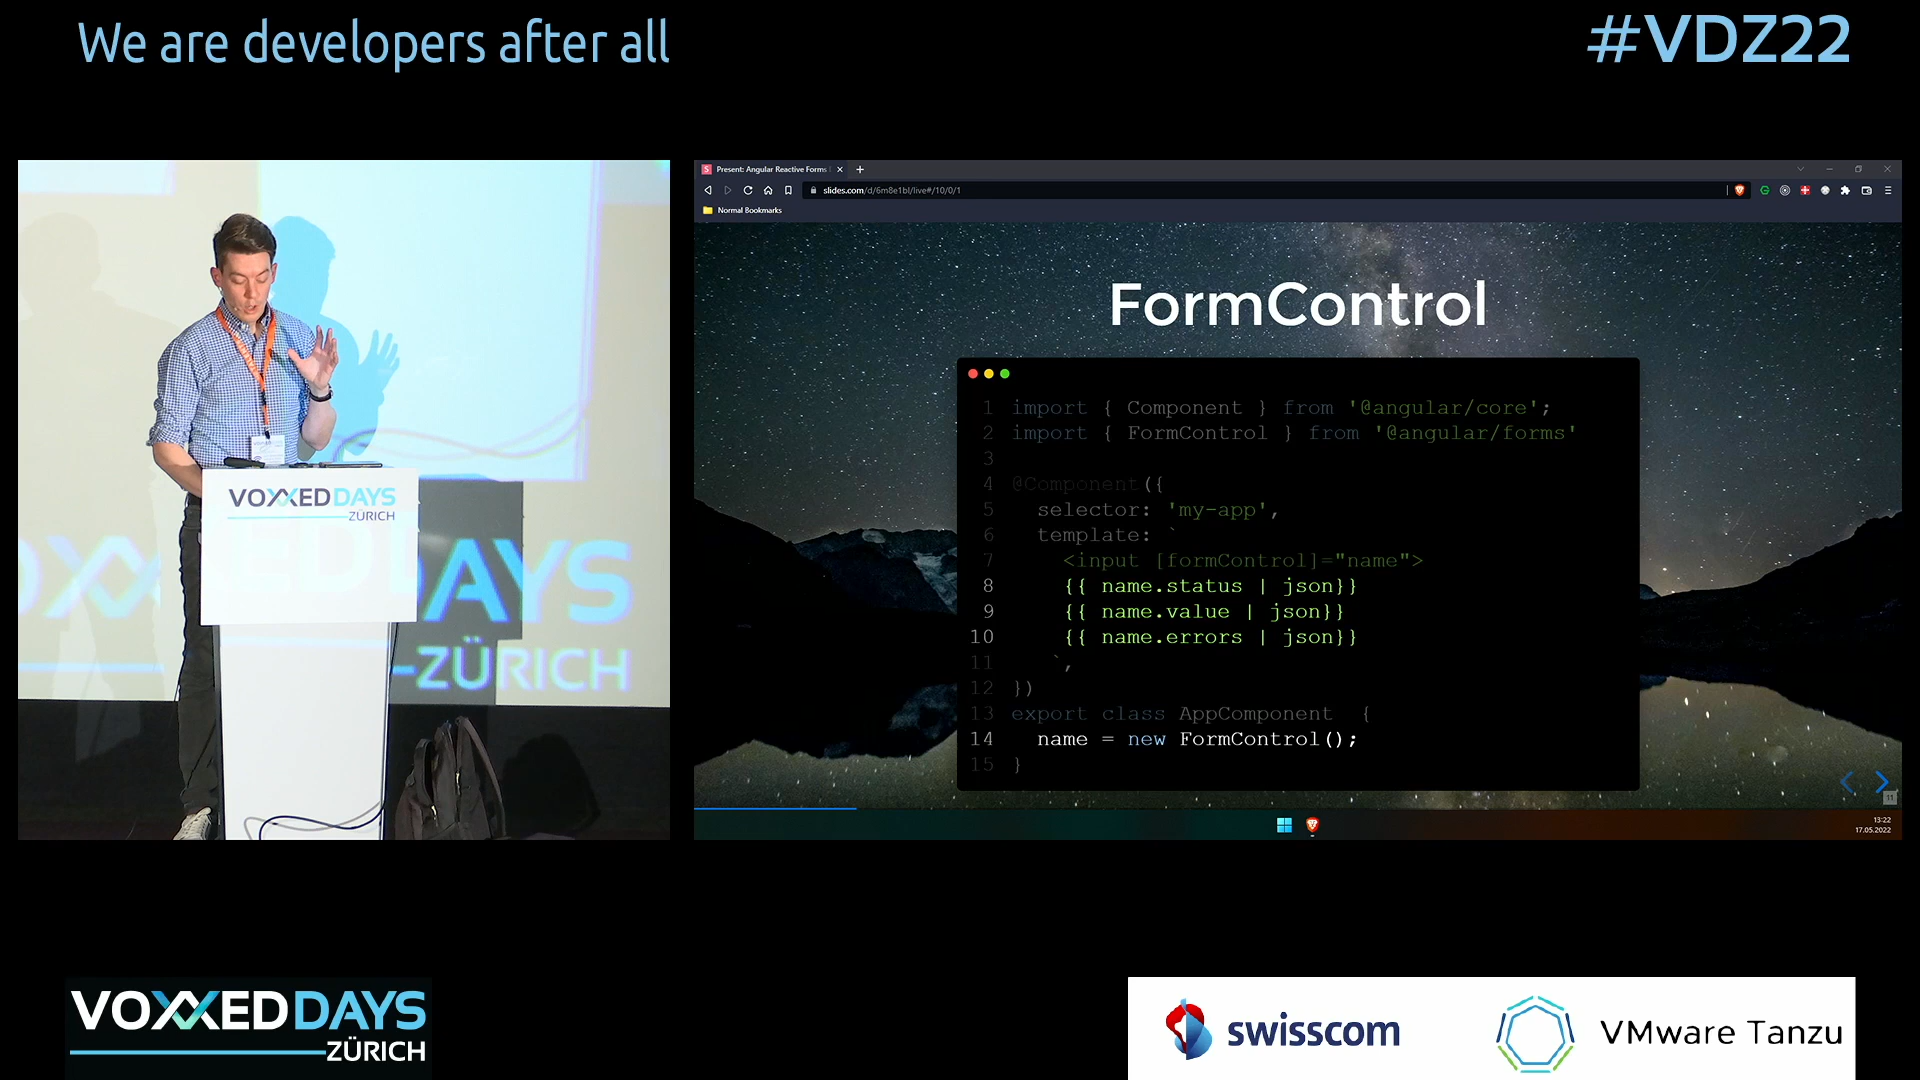 We are developers after all
#VDZ22
Present: Angular Reactive Forms
slides.com/d/6m8e1bl/live#/10/0/1
Normal Bookmarks
FormControl
1 import { Component } from '@angular/core';
2 import { FormControl } from '@angular/forms'
3
4 @Component({
5 selector: 'my-app',
6 template: `
7 <input [formControl]="name">
8 {{ name.status | json}}
9 {{ name.value | json}}
10 {{ name.errors | json}}
11 `,
12 })
13 export class AppComponent {
14 name = new FormControl();
15 }
11
13:22
17.05.2022
VOXXED DAYS
ZÜRICH
AYS
-ZÜRICH
VOXXED DAYS
ZÜRICH
swisscom
VMware Tanzu